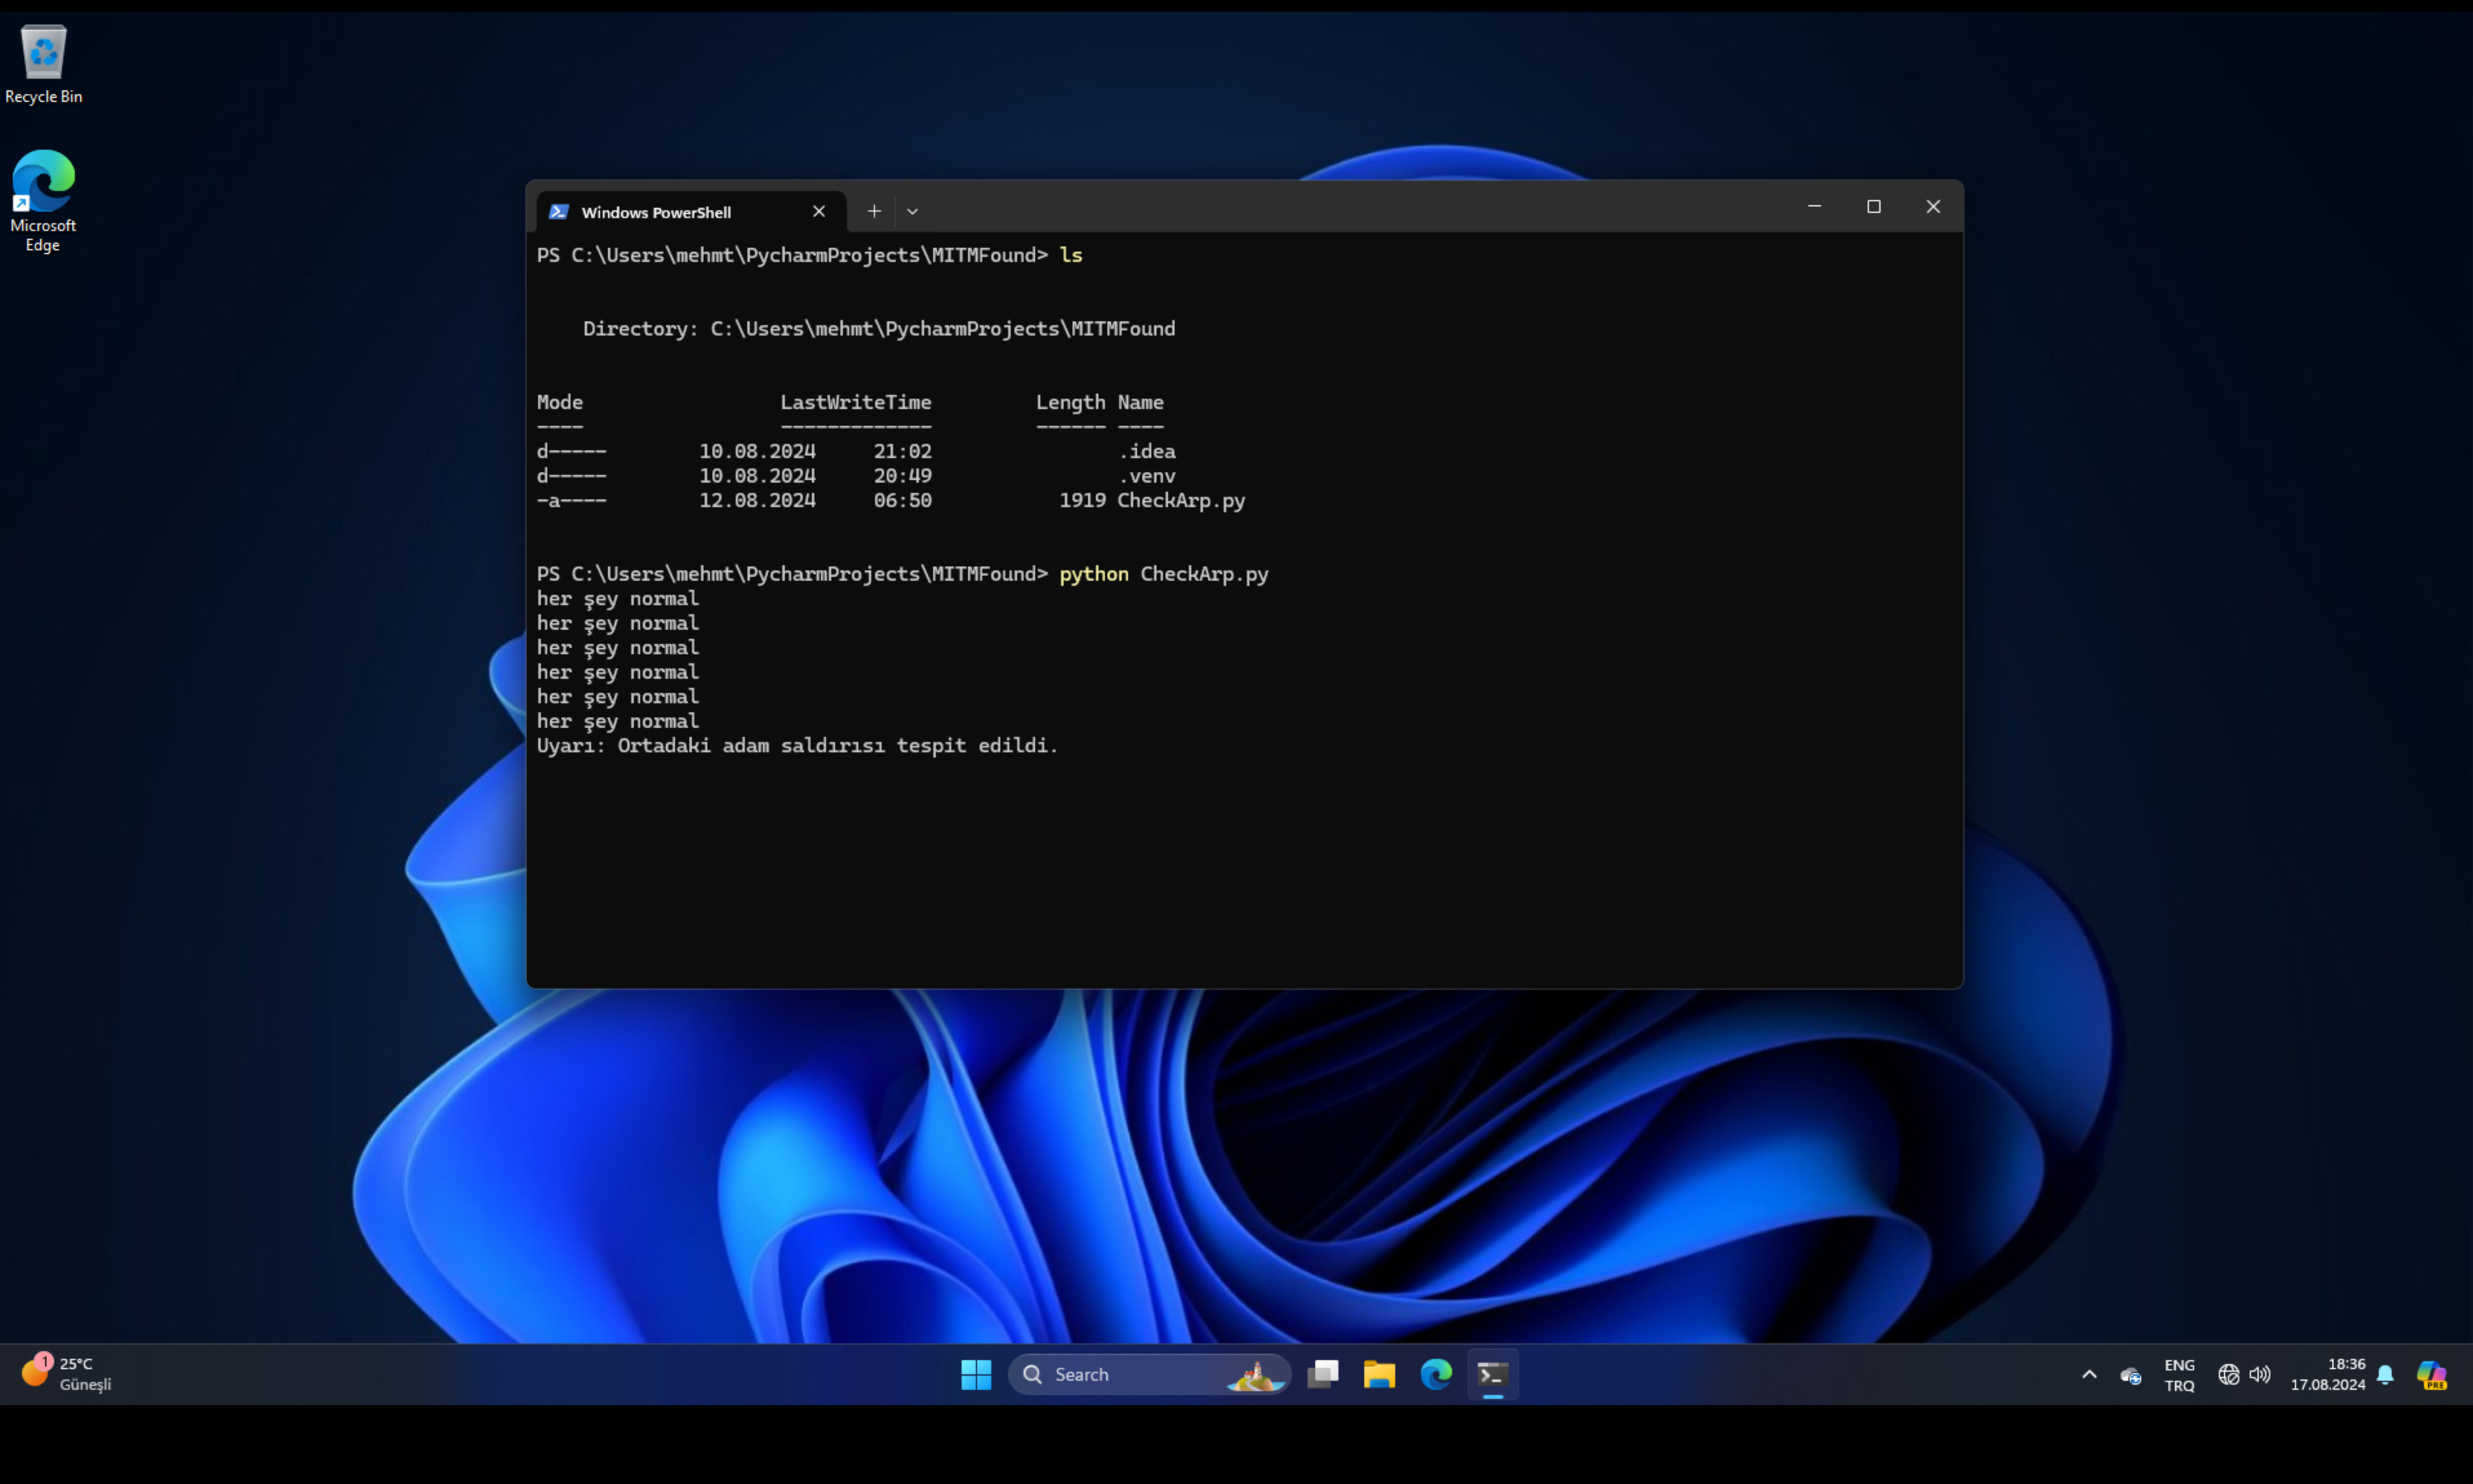 Recycle Bin
Microsoft
Edge
Windows PowerShell
PS C:\Users\mehmt\PycharmProjects\MITMFound> ls
Directory: C:\Users\mehmt\PycharmProjects\MITMFound
Mode LastWriteTime Length Name
---- ------------- ------ ----
d----- 10.08.2024 21:02 .idea
d----- 10.08.2024 20:49 .venv
-a---- 12.08.2024 06:50 1919 CheckArp.py
PS C:\Users\mehmt\PycharmProjects\MITMFound> python CheckArp.py
her şey normal
her şey normal
her şey normal
her şey normal
her şey normal
her şey normal
Uyarı: Ortadaki adam saldırısı tespit edildi.
1
25°C
Güneşli
Search
ENG
TRQ
18:36
17.08.2024
PRE